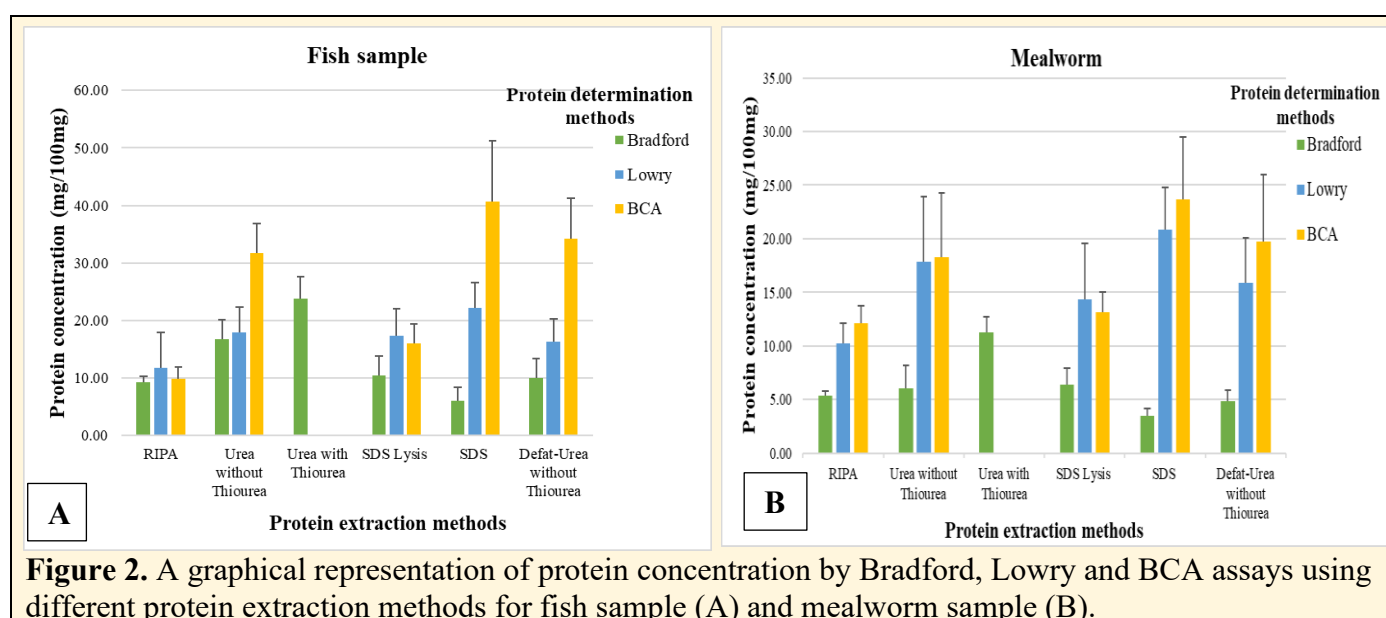 Fish sample
Protein concentration (mg/100mg)
60.00
50.00
40.00
30.00
20.00
10.00
0.00
Protein determination
methods
Bradford
Lowry
BCA
RIPA
Urea
without
Thiourea
Urea with
Thiourea
SDS Lysis
SDS
Defat-Urea
without
Thiourea
A
Protein extraction methods
Mealworm
Protein concentration (mg/100mg)
35.00
30.00
25.00
20.00
15.00
10.00
5.00
0.00
Protein determination
methods
Bradford
Lowry
BCA
RIPA
Urea without
Thiourea
Urea with
Thiourea
SDS Lysis
SDS
Defat-Urea
without
Thiourea
B
Protein extraction methods
Figure 2. A graphical representation of protein concentration by Bradford, Lowry and BCA assays using
different protein extraction methods for fish sample (A) and mealworm sample (B).